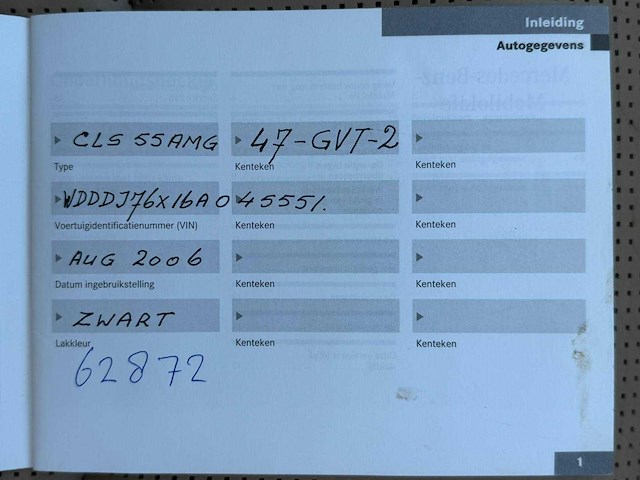 Inleiding
Autogegevens
CLS 55AMG 47-GVT-2
Type Kenteken Kenteken
WDDDJ76X16A045551.
Voertuigidentificatienummer (VIN) Kenteken Kenteken
AUG 2006
Datum ingebruikstelling Kenteken Kenteken
ZWART
Lakkleur Kenteken Kenteken
62872
1